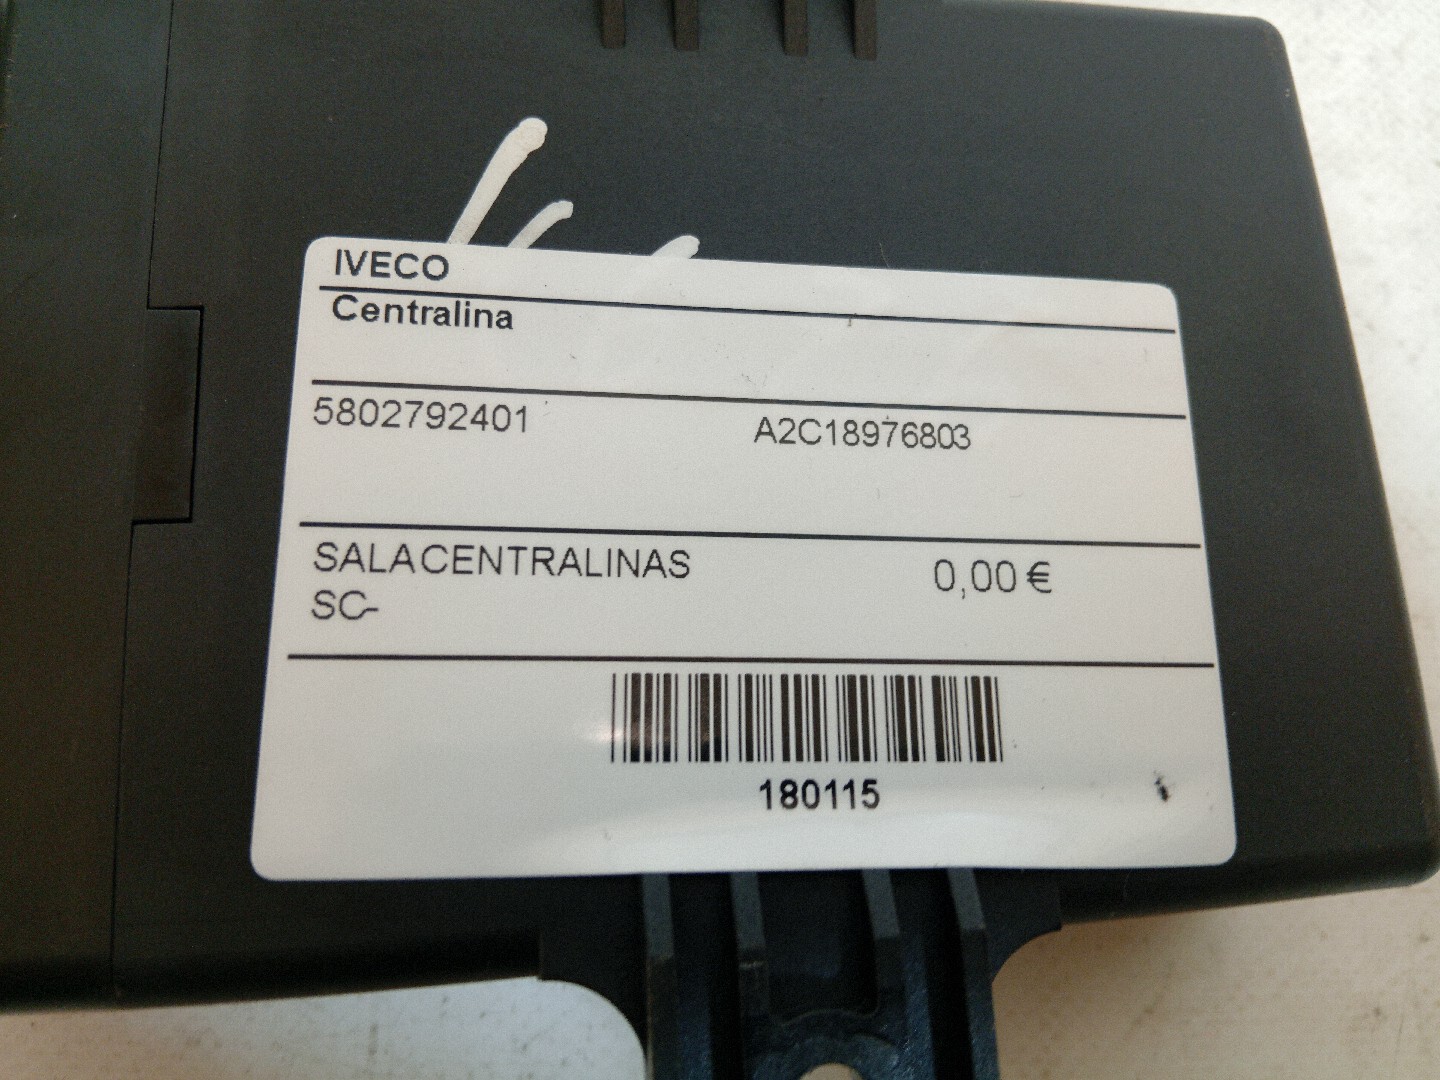 IVECO
Centralina
5802792401 A2C18976803
SALACENTRALINAS 0,00 €
SC-
180115